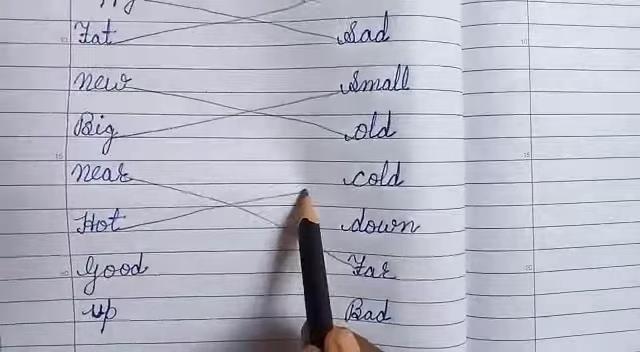 Fat Sad
New Small
Big old
Near cold
Hot down
Good Far
up Bad